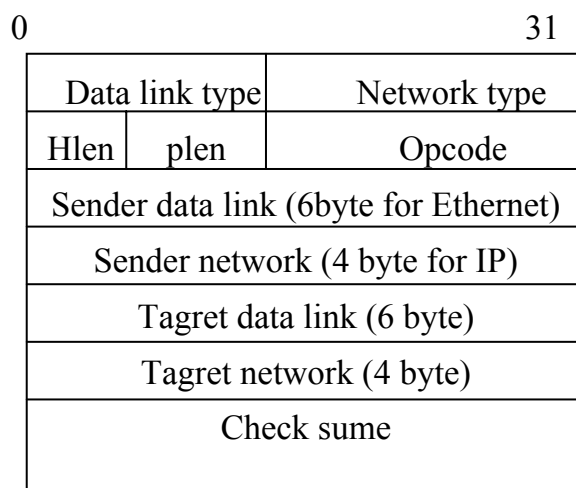 0 31
Data link type Network type
Hlen plen Opcode
Sender data link (6byte for Ethernet)
Sender network (4 byte for IP)
Tagret data link (6 byte)
Tagret network (4 byte)
Check sume